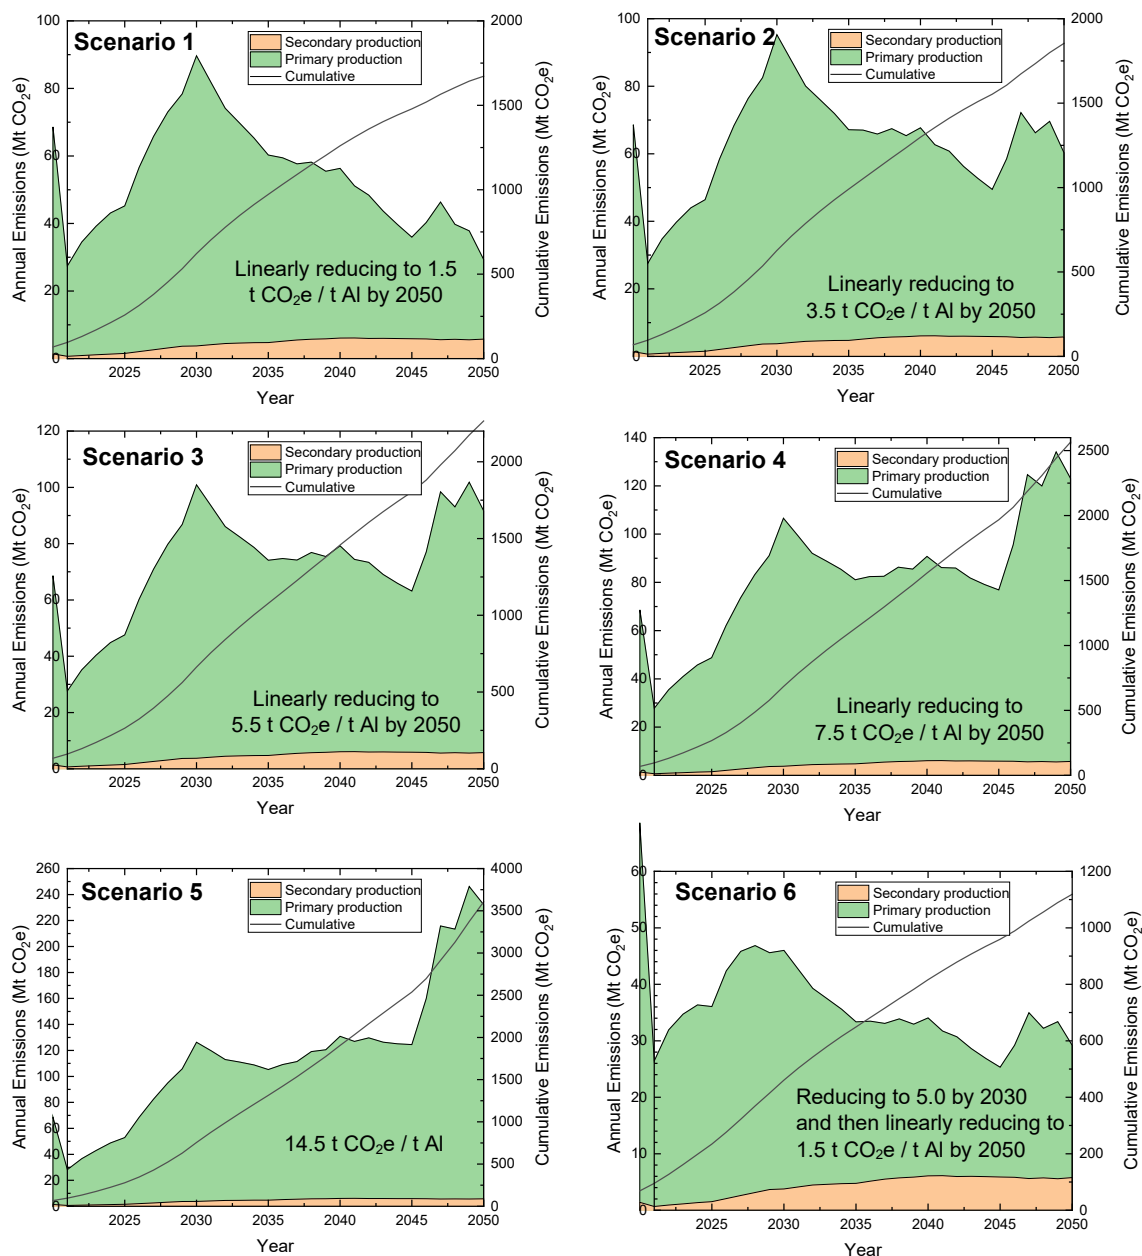 Scenario 1
Secondary production
Primary production
Cumulative
Annual Emissions (Mt CO₂e)
100
80
60
40
20
0
2000
1500
1000
500
0
Cumulative Emissions (Mt CO₂e)
Linearly reducing to 1.5
t CO₂e / t Al by 2050
2025 2030 2035 2040 2045 2050
Year
Scenario 2
Secondary production
Primary production
Cumulative
Annual Emissions (Mt CO₂e)
100
80
60
40
20
0
2000
1500
1000
500
0
Cumulative Emissions (Mt CO₂e)
Linearly reducing to
3.5 t CO₂e / t Al by 2050
2025 2030 2035 2040 2045 2050
Year
Scenario 3
Secondary production
Primary production
Cumulative
Annual Emissions (Mt CO₂e)
120
100
80
60
40
20
0
2000
1500
1000
500
0
Cumulative Emissions (Mt CO₂e)
Linearly reducing to
5.5 t CO₂e / t Al by 2050
2025 2030 2035 2040 2045 2050
Year
Scenario 4
Secondary production
Primary production
Cumulative
Annual Emissions (Mt CO₂e)
140
120
100
80
60
40
20
0
2500
2000
1500
1000
500
0
Cumulative Emissions (Mt CO₂e)
Linearly reducing to
7.5 t CO₂e / t Al by 2050
2025 2030 2035 2040 2045 2050
Year
Scenario 5
Secondary production
Primary production
Cumulative
Annual Emissions (Mt CO₂e)
260
240
220
200
180
160
140
120
100
80
60
40
20
0
4000
3500
3000
2500
2000
1500
1000
500
0
Cumulative Emissions (Mt CO₂e)
14.5 t CO₂e / t Al
2025 2030 2035 2040 2045 2050
Year
Scenario 6
Secondary production
Primary production
Cumulative
Annual Emissions (Mt CO₂e)
60
50
40
30
20
10
0
1200
1000
800
600
400
200
0
Cumulative Emissions (Mt CO₂e)
Reducing to 5.0 by 2030
and then linearly reducing to
1.5 t CO₂e / t Al by 2050
2025 2030 2035 2040 2045 2050
Year